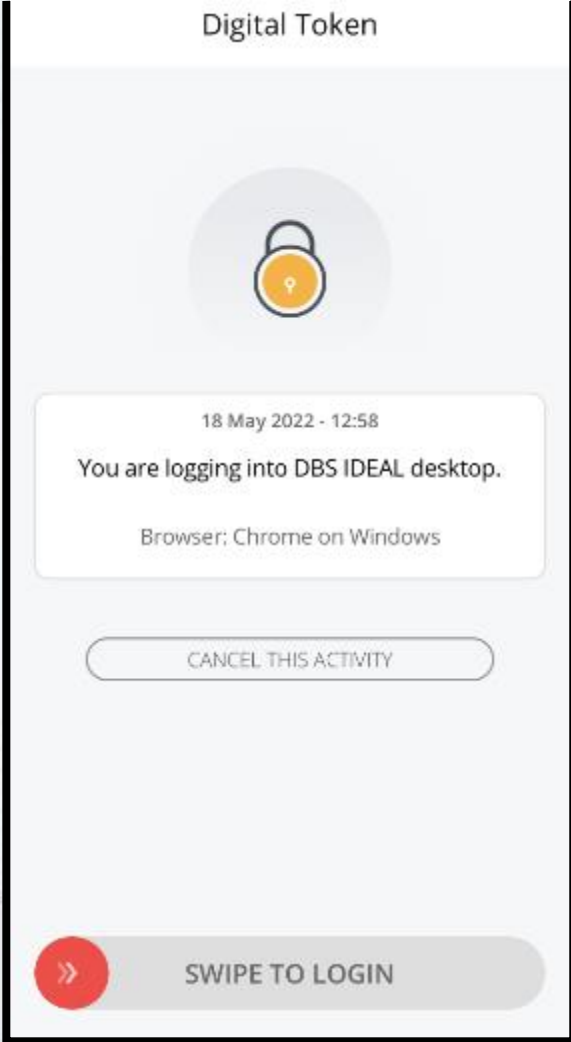 Digital Token
18 May 2022 - 12:58
You are logging into DBS IDEAL desktop.
Browser: Chrome on Windows
CANCEL THIS ACTIVITY
SWIPE TO LOGIN